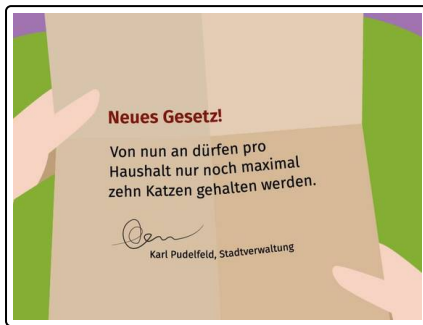 Neues Gesetz!
Von nun an dürfen pro
Haushalt nur noch maximal
zehn Katzen gehalten werden.
Karl Pudelfeld, Stadtverwaltung